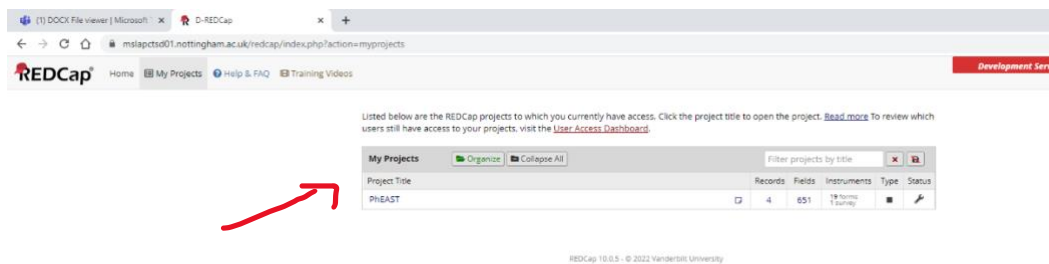 (1) DOCX File viewer | Microsoft
D-REDCap
mslapctsd01.nottingham.ac.uk/redcap/index.php?action=myprojects
REDCap Home My Projects Help & FAQ Training Videos
Development Ser
Listed below are the REDCap projects to which you currently have access. Click the project title to open the project. Read more To review which
users still have access to your projects, visit the User Access Dashboard.
My Projects Organize Collapse All Filter projects by title
Project Title Records Fields Instruments Type Status
PhEAST 4 651 19 forms
1 survey
REDCap 10.0.5 - © 2022 Vanderbilt University